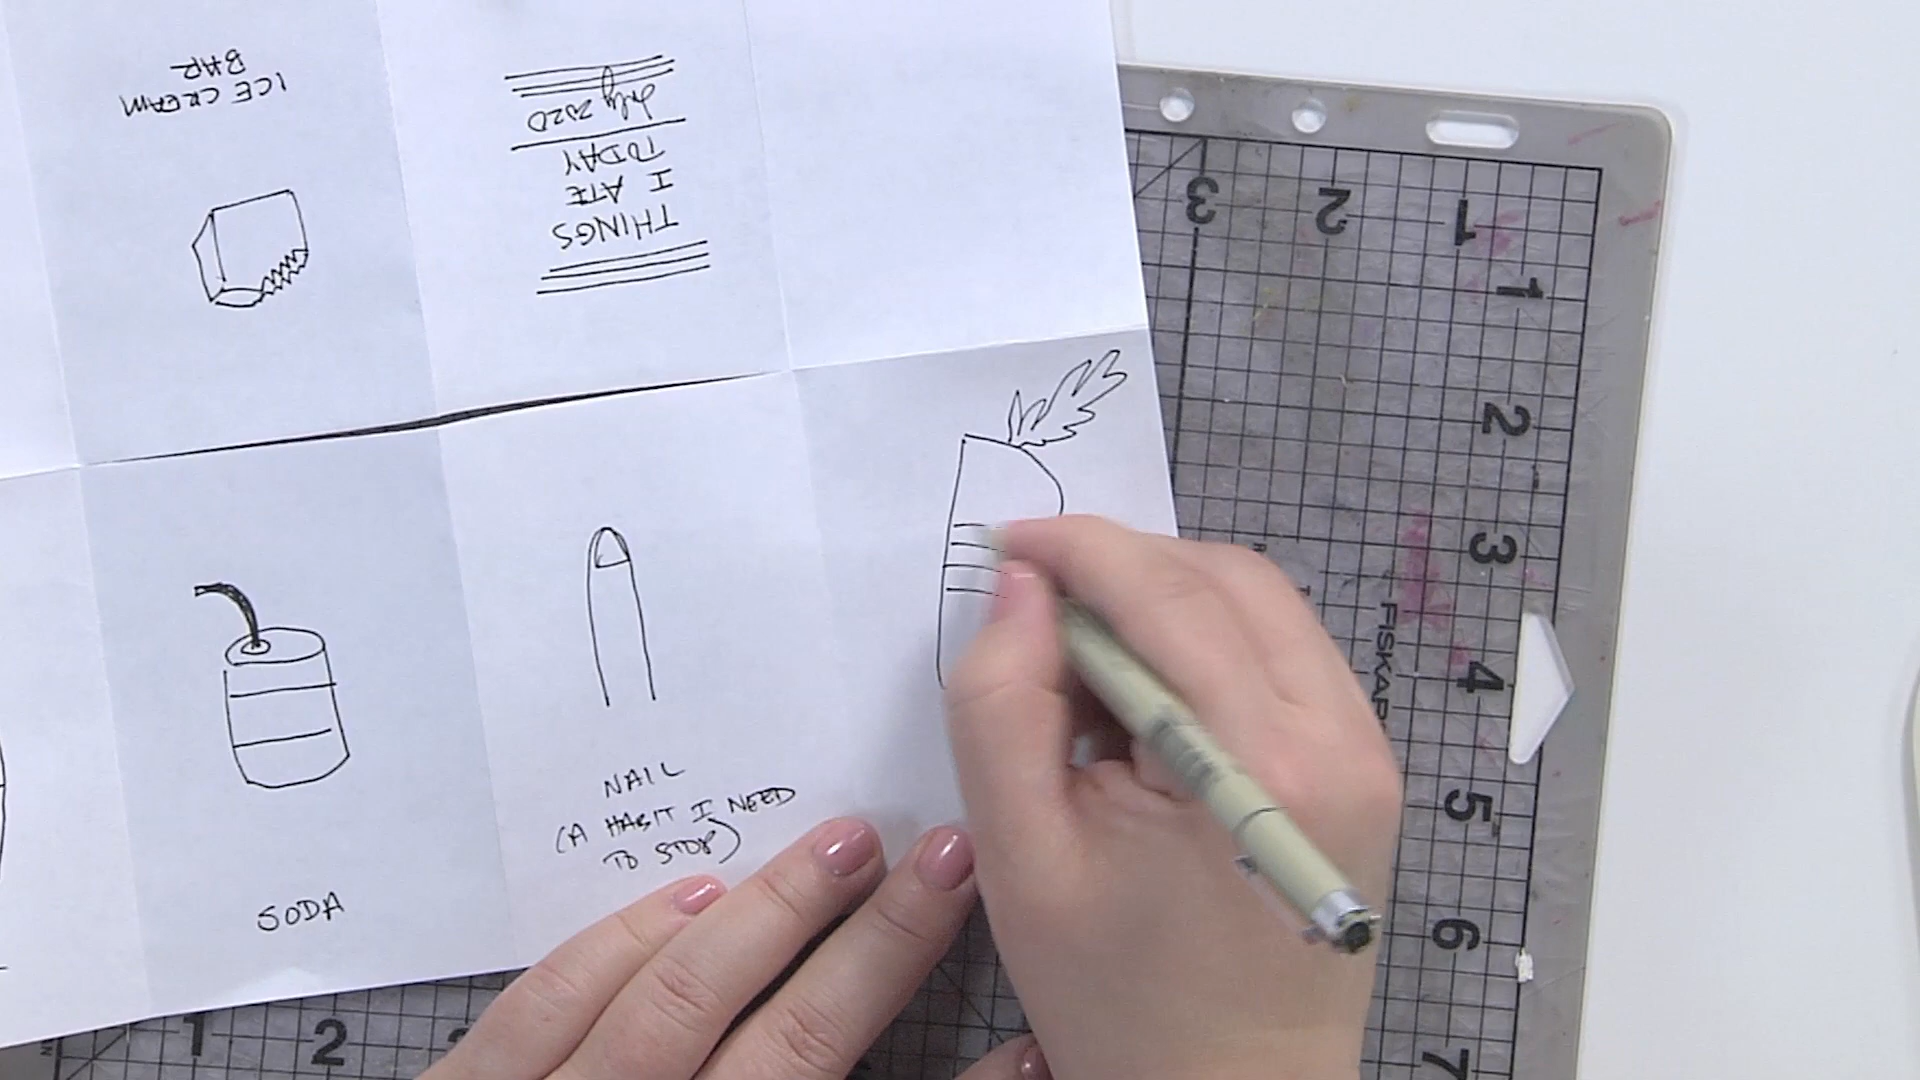 ICE CREAM
BAR
THINGS
I ATE
TODAY
July 2020
SODA
NAIL
(A HABIT I NEED
TO STOP)
3 2 1
1
2
3
4
5
6
7
1 2